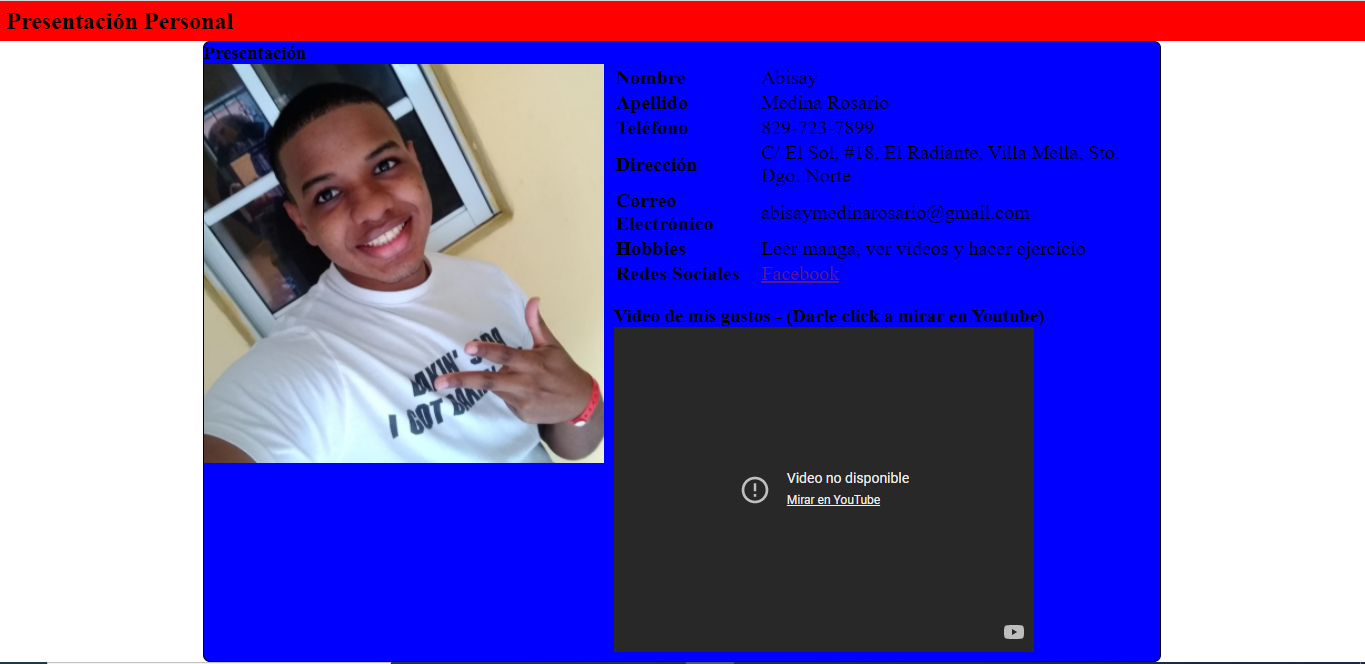 Presentación Personal
Presentación
Nombre Abisay
Apellido Medina Rosario
Teléfono 829-723-7899
Dirección C/ El Sol, #18, El Radiante, Villa Mella, Sto.
Dgo. Norte
Correo
Electrónico abisaymedinarosario@gmail.com
Hobbies Leer manga, ver videos y hacer ejercicio
Redes Sociales Facebook
Video de mis gustos - (Darle click a mirar en Youtube)
Video no disponible
Mirar en YouTube
I GOT